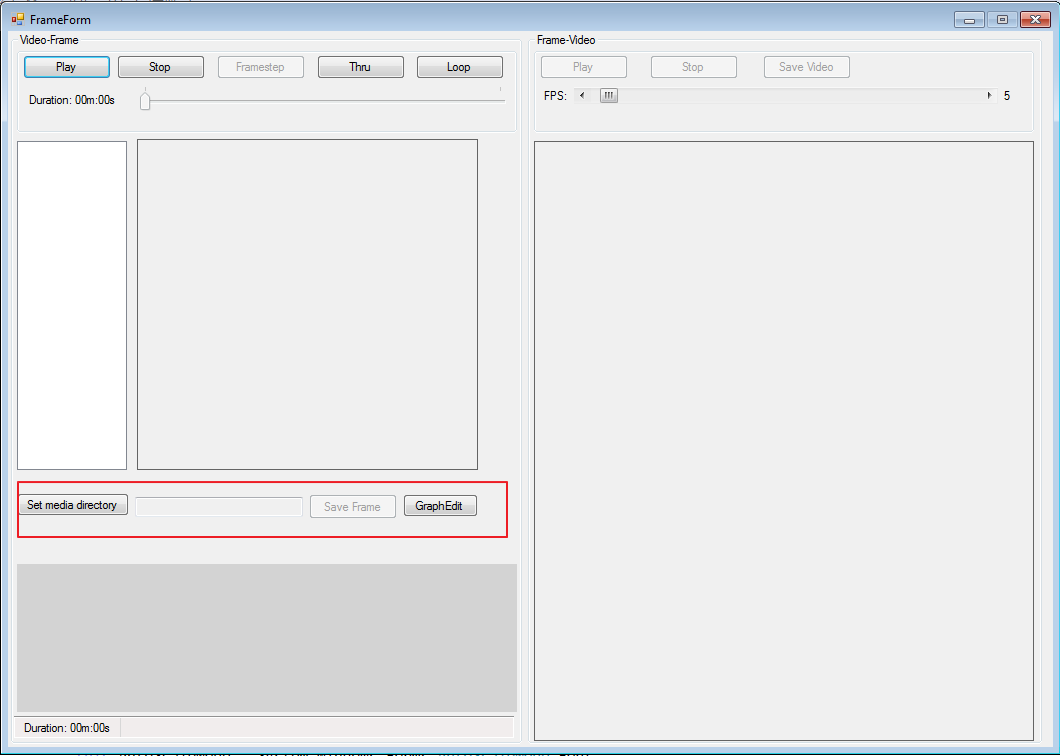 FrameForm
Video-Frame
Play Stop Framestep Thru Loop
Duration: 00m:00s
Set media directory Save Frame GraphEdit
Duration: 00m:00s
Frame-Video
Play Stop Save Video
FPS: 5